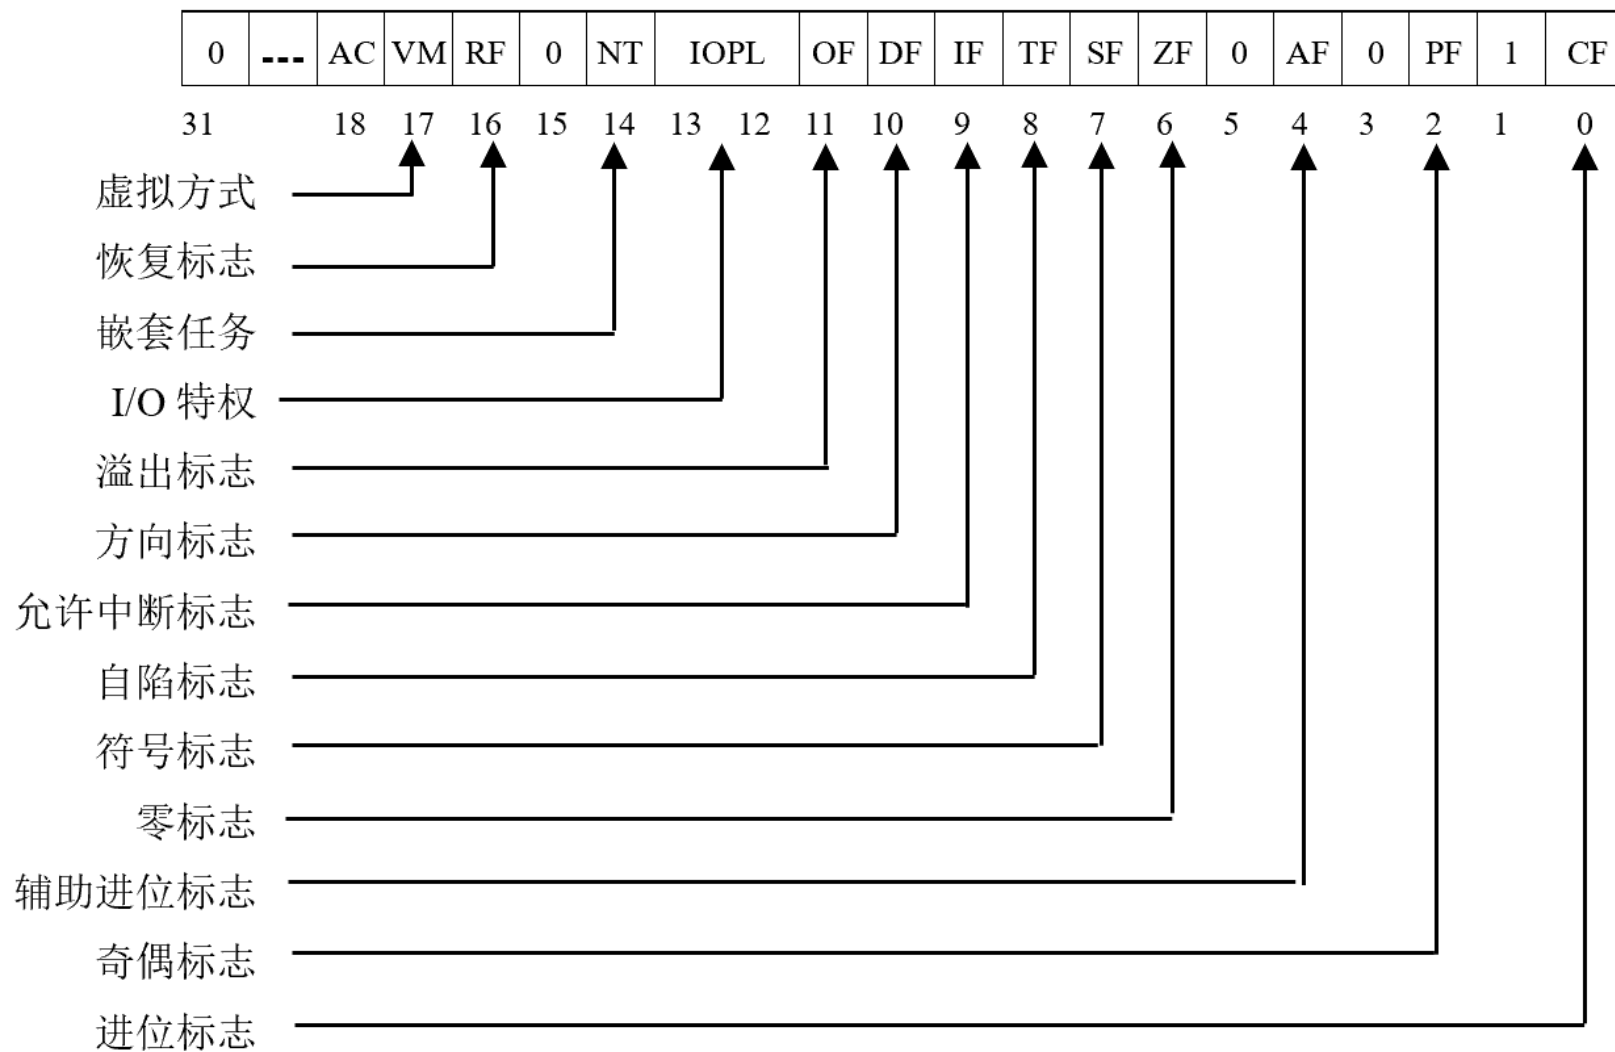 0 --- AC VM RF 0 NT IOPL OF DF IF TF SF ZF 0 AF 0 PF 1 CF
31 18 17 16 15 14 13 12 11 10 9 8 7 6 5 4 3 2 1 0
虚拟方式
恢复标志
嵌套任务
I/O 特权
溢出标志
方向标志
允许中断标志
自陷标志
符号标志
零标志
辅助进位标志
奇偶标志
进位标志